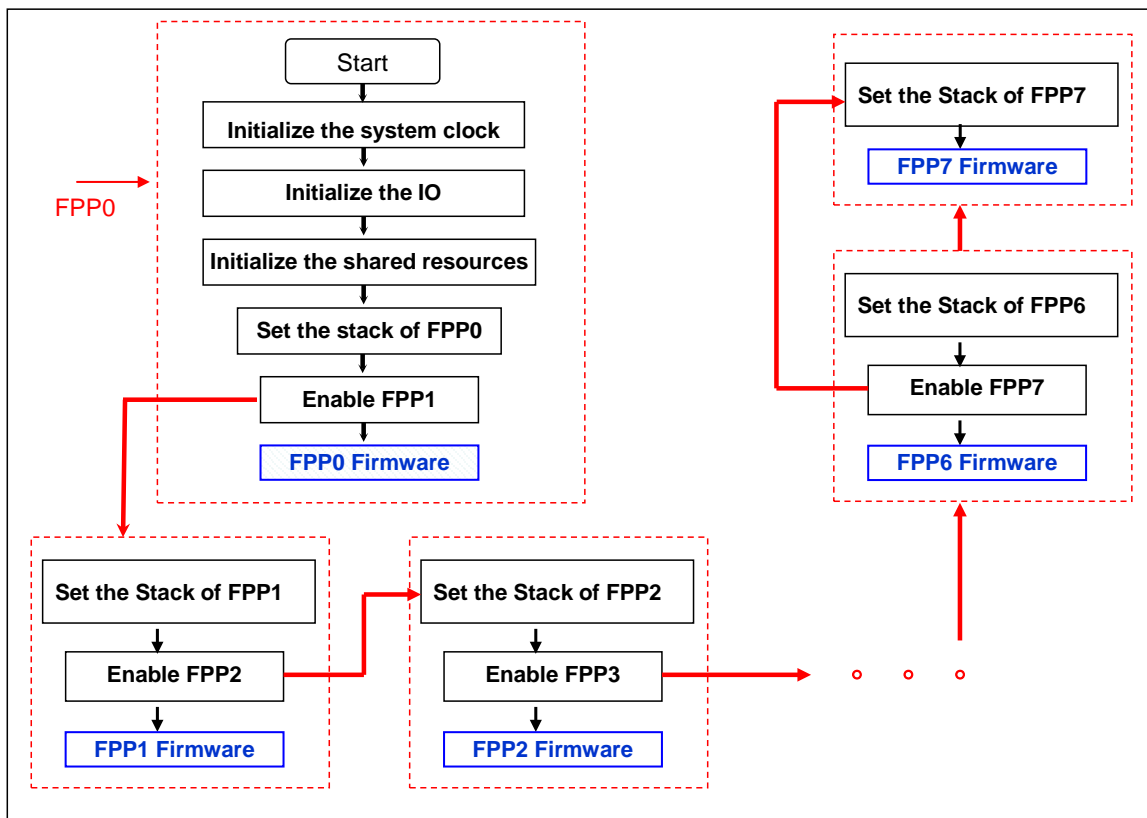 Start
Initialize the system clock
Initialize the IO
Initialize the shared resources
Set the stack of FPP0
Enable FPP1
FPP0 Firmware
FPP0
Set the Stack of FPP1
Enable FPP2
FPP1 Firmware
Set the Stack of FPP2
Enable FPP3
FPP2 Firmware
Set the Stack of FPP6
Enable FPP7
FPP6 Firmware
Set the Stack of FPP7
FPP7 Firmware